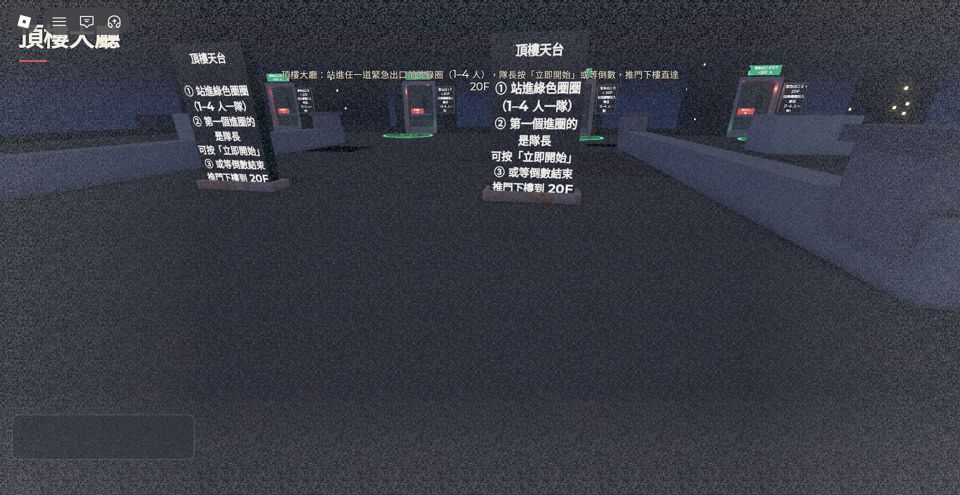 頂樓大廳
頂樓大廳：站進任一道緊急出口前的綠圈（1–4 人），隊長按「立即開始」或等倒數，推門下樓直達
20F
頂樓天台
① 站進綠色圈圈
（1–4 人一隊）
② 第一個進圈的
是隊長
可按「立即開始」
③ 或等倒數結束
推門下樓到 20F
頂樓天台
① 站進綠色圈圈
（1–4 人一隊）
② 第一個進圈的
是隊長
可按「立即開始」
③ 或等倒數結束
推門下樓到 20F